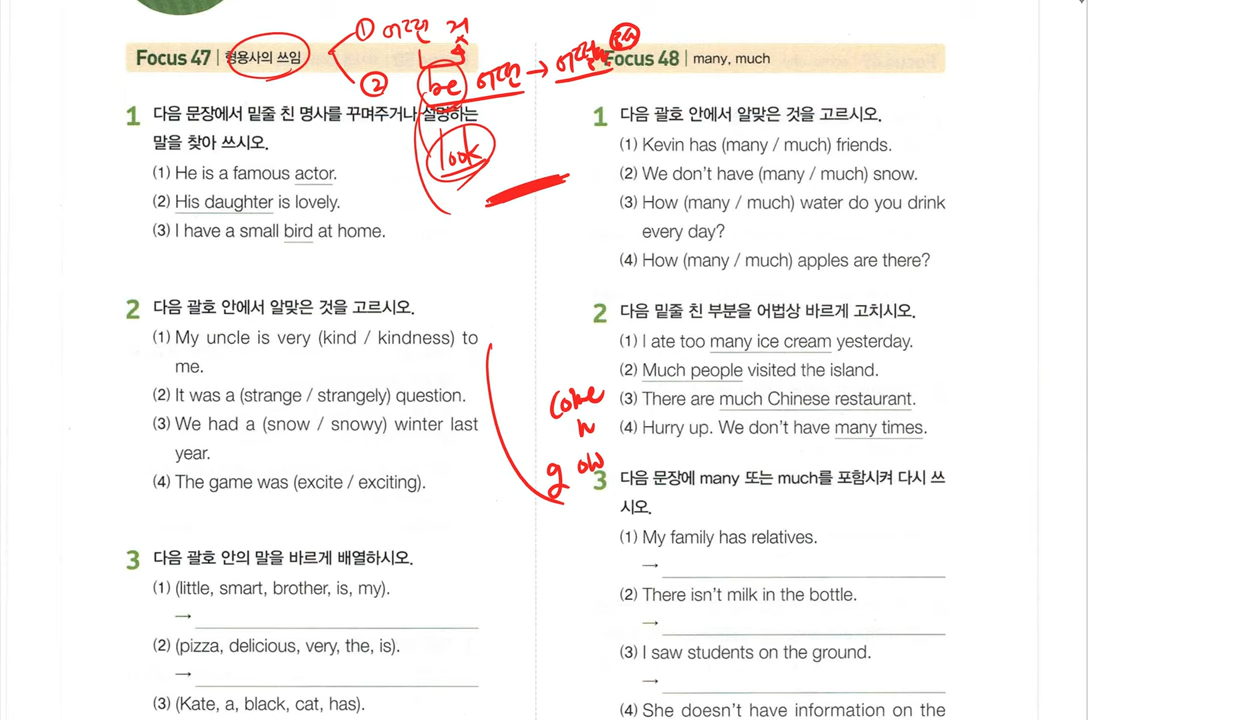 Focus 47 | 형용사의 쓰임
① 어떤 거
② be 어떤 →
look
1 다음 문장에서 밑줄 친 명사를 꾸며주거나 설명하는
말을 찾아 쓰시오.
(1) He is a famous actor.
(2) His daughter is lovely.
(3) I have a small bird at home.
2 다음 괄호 안에서 알맞은 것을 고르시오.
(1) My uncle is very (kind / kindness) to
me.
(2) It was a (strange / strangely) question.
(3) We had a (snow / snowy) winter last
year.
(4) The game was (excite / exciting).
3 다음 괄호 안의 말을 바르게 배열하시오.
(1) (little, smart, brother, is, my).
→
(2) (pizza, delicious, very, the, is).
→
(3) (Kate, a, black, cat, has).
Focus 48 | many, much
1 다음 괄호 안에서 알맞은 것을 고르시오.
(1) Kevin has (many / much) friends.
(2) We don't have (many / much) snow.
(3) How (many / much) water do you drink
every day?
(4) How (many / much) apples are there?
2 다음 밑줄 친 부분을 어법상 바르게 고치시오.
(1) I ate too many ice cream yesterday.
(2) Much people visited the island.
(3) There are much Chinese restaurant.
(4) Hurry up. We don't have many times.
come
3 다음 문장에 many 또는 much를 포함시켜 다시 쓰
시오.
(1) My family has relatives.
→
(2) There isn't milk in the bottle.
→
(3) I saw students on the ground.
→
(4) She doesn't have information on the